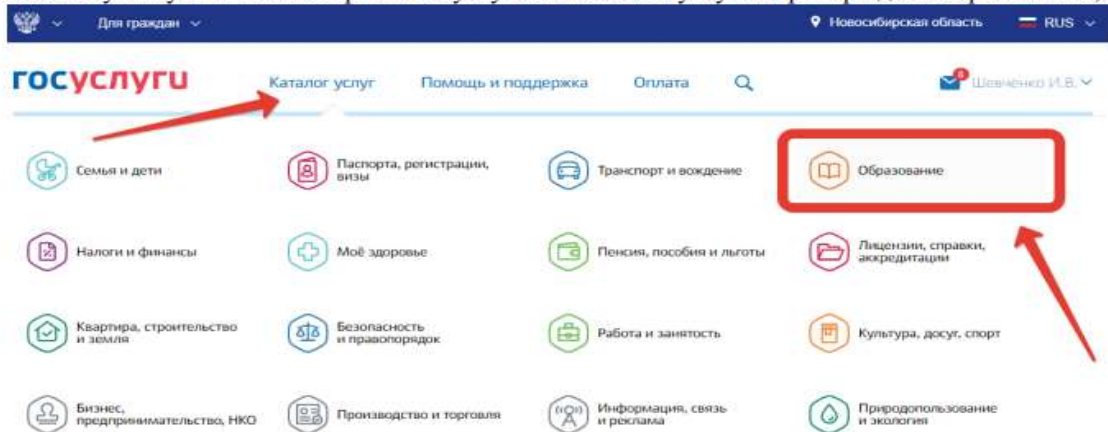 Для граждан
Новосибирская область
RUS
госуслуги
Каталог услуг
Помощь и поддержка
Оплата
Шевченко И.В.
Семья и дети
Паспорта, регистрации,
визы
Транспорт и вождение
Образование
Налоги и финансы
Моё здоровье
Пенсия, пособия и льготы
Лицензии, справки,
аккредитации
Квартира, строительство
и земля
Безопасность
и правопорядок
Работа и занятость
Культура, досуг, спорт
Бизнес,
предпринимательство, НКО
Производство и торговля
Информация, связь
и реклама
Природопользование
и экология